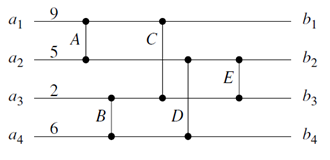 a₁ 9 b₁
A C
a₂ 5 b₂
E
a₃ 2 b₃
B D
a₄ 6 b₄